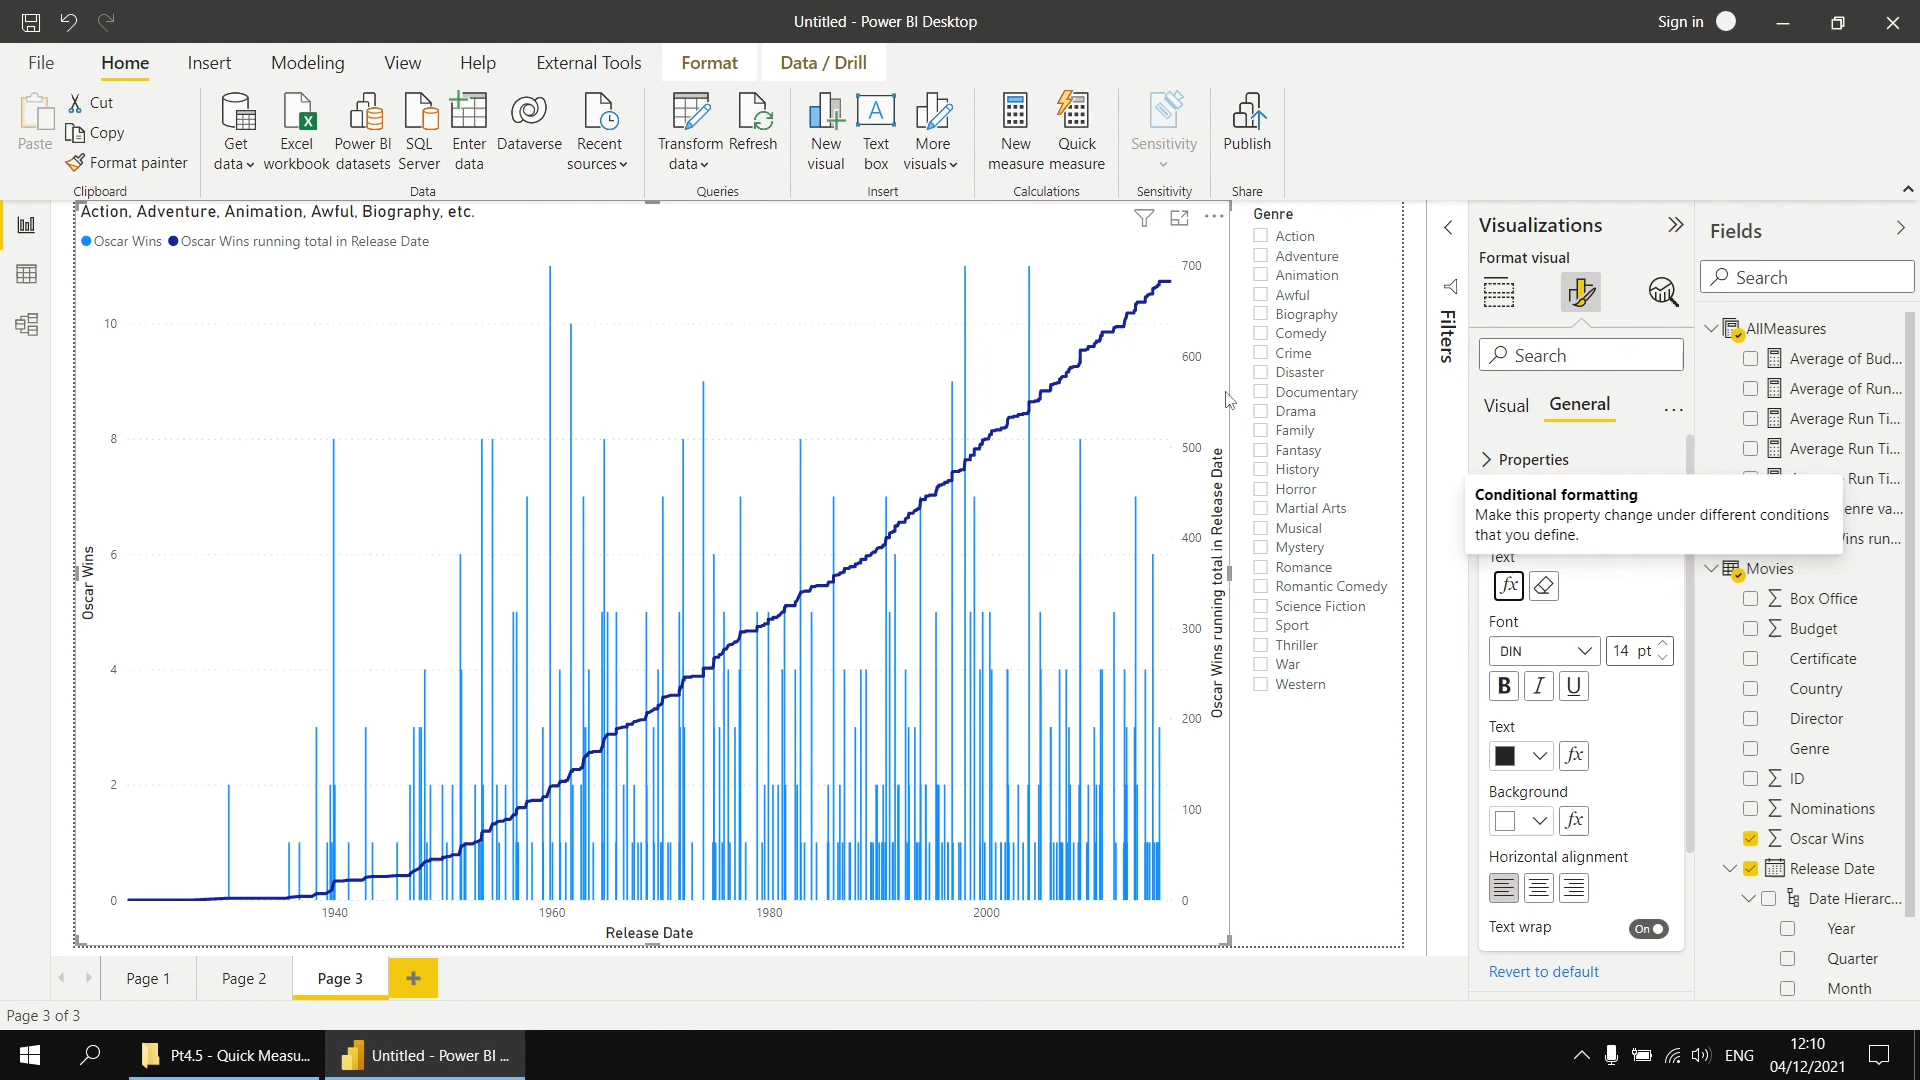 Untitled - Power BI Desktop
Sign in
File
Home
Insert
Modeling
View
Help
External Tools
Format
Data / Drill
Paste
Cut
Copy
Format painter
Clipboard
Get data
Excel workbook
Power BI datasets
SQL Server
Enter data
Dataverse
Recent sources
Data
Transform data
Refresh
Queries
New visual
Text box
More visuals
Insert
New measure
Quick measure
Calculations
Sensitivity
Sensitivity
Publish
Share
Action, Adventure, Animation, Awful, Biography, etc.
Oscar Wins
Oscar Wins running total in Release Date
Oscar Wins
10
8
6
4
2
0
700
600
500
400
300
200
100
0
Oscar Wins running total in Release Date
1940
1960
1980
2000
Release Date
Genre
Action
Adventure
Animation
Awful
Biography
Comedy
Crime
Disaster
Documentary
Drama
Family
Fantasy
History
Horror
Martial Arts
Musical
Mystery
Romance
Romantic Comedy
Science Fiction
Sport
Thriller
War
Western
Filters
Visualizations
Format visual
Search
Visual
General
...
Properties
Conditional formatting
Make this property change under different conditions
that you define.
Text
fx
Font
DIN
14 pt
B I U
Text
fx
Background
fx
Horizontal alignment
Text wrap
On
Revert to default
Fields
Search
AllMeasures
Average of Bud...
Average of Run...
Average Run Ti...
Average Run Ti...
Run Ti...
enre va...
ins run...
Movies
Box Office
Budget
Certificate
Country
Director
Genre
ID
Nominations
Oscar Wins
Release Date
Date Hierarc...
Year
Quarter
Month
Page 1
Page 2
Page 3
Page 3 of 3
Pt4.5 - Quick Measu...
Untitled - Power BI ...
ENG
12:10
04/12/2021